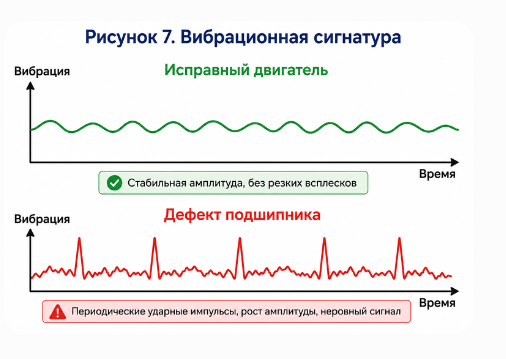 Рисунок 7. Вибрационная сигнатура
Вибрация
Исправный двигатель
Время
Стабильная амплитуда, без резких всплесков
Вибрация
Дефект подшипника
Время
Периодические ударные импульсы, рост амплитуды, неровный сигнал